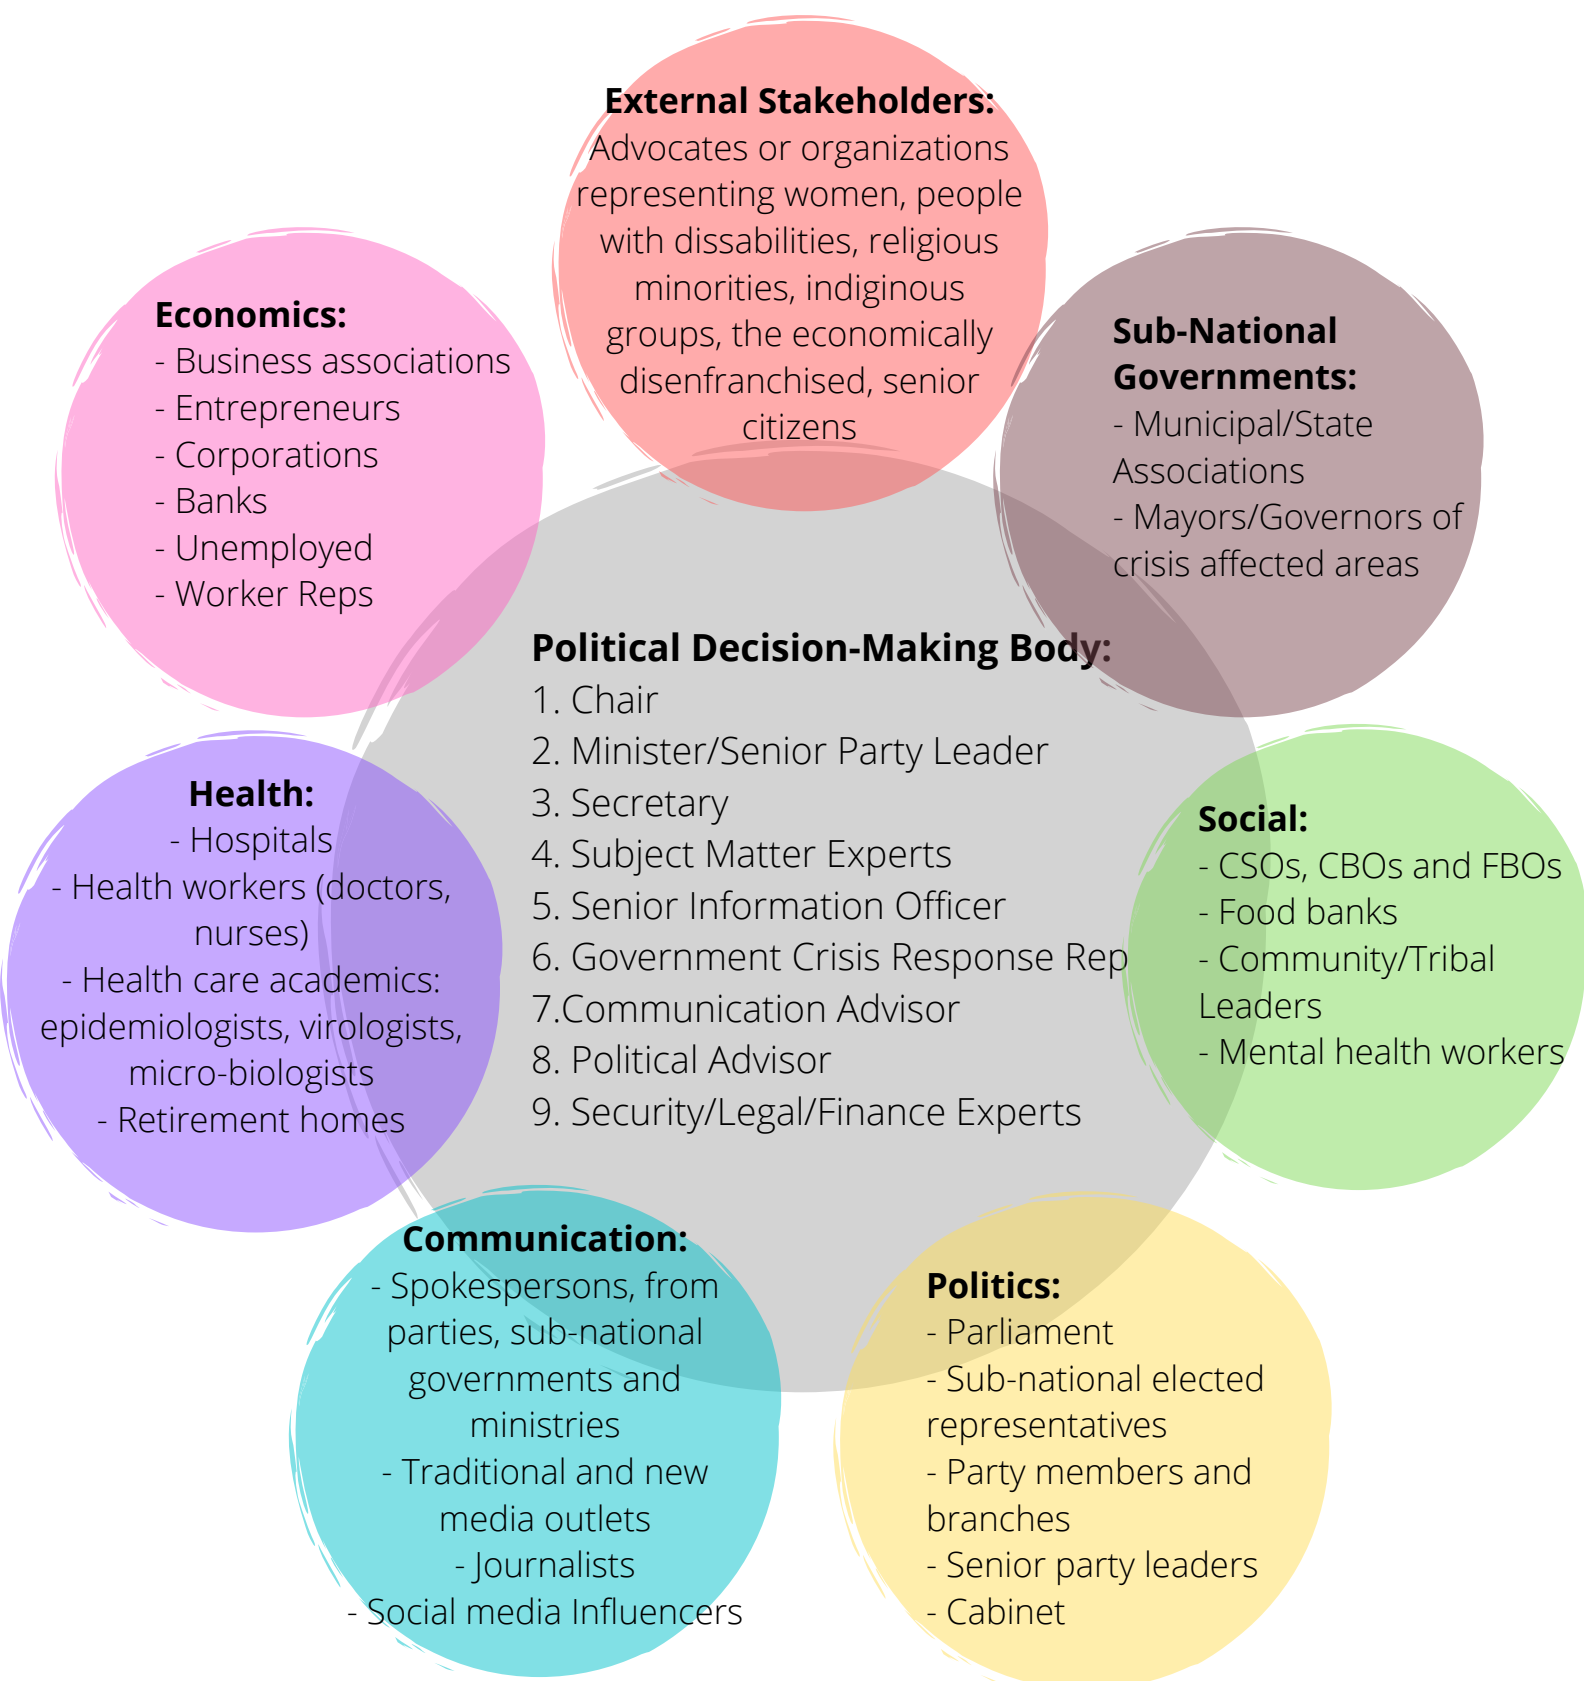 External Stakeholders:
Advocates or organizations
representing women, people
with dissabilities, religious
minorities, indiginous
groups, the economically
disenfranchised, senior
citizens
Economics:
- Business associations
- Entrepreneurs
- Corporations
- Banks
- Unemployed
- Worker Reps
Sub-National
Governments:
- Municipal/State
Associations
- Mayors/Governors of
crisis affected areas
Political Decision-Making Body:
1. Chair
2. Minister/Senior Party Leader
3. Secretary
4. Subject Matter Experts
5. Senior Information Officer
6. Government Crisis Response Rep
7.Communication Advisor
8. Political Advisor
9. Security/Legal/Finance Experts
Health:
- Hospitals
- Health workers (doctors,
nurses)
- Health care academics:
epidemiologists, virologists,
micro-biologists
- Retirement homes
Social:
- CSOs, CBOs and FBOs
- Food banks
- Community/Tribal
Leaders
- Mental health workers
Communication:
- Spokespersons, from
parties, sub-national
governments and
ministries
- Traditional and new
media outlets
- Journalists
- Social media Influencers
Politics:
- Parliament
- Sub-national elected
representatives
- Party members and
branches
- Senior party leaders
- Cabinet